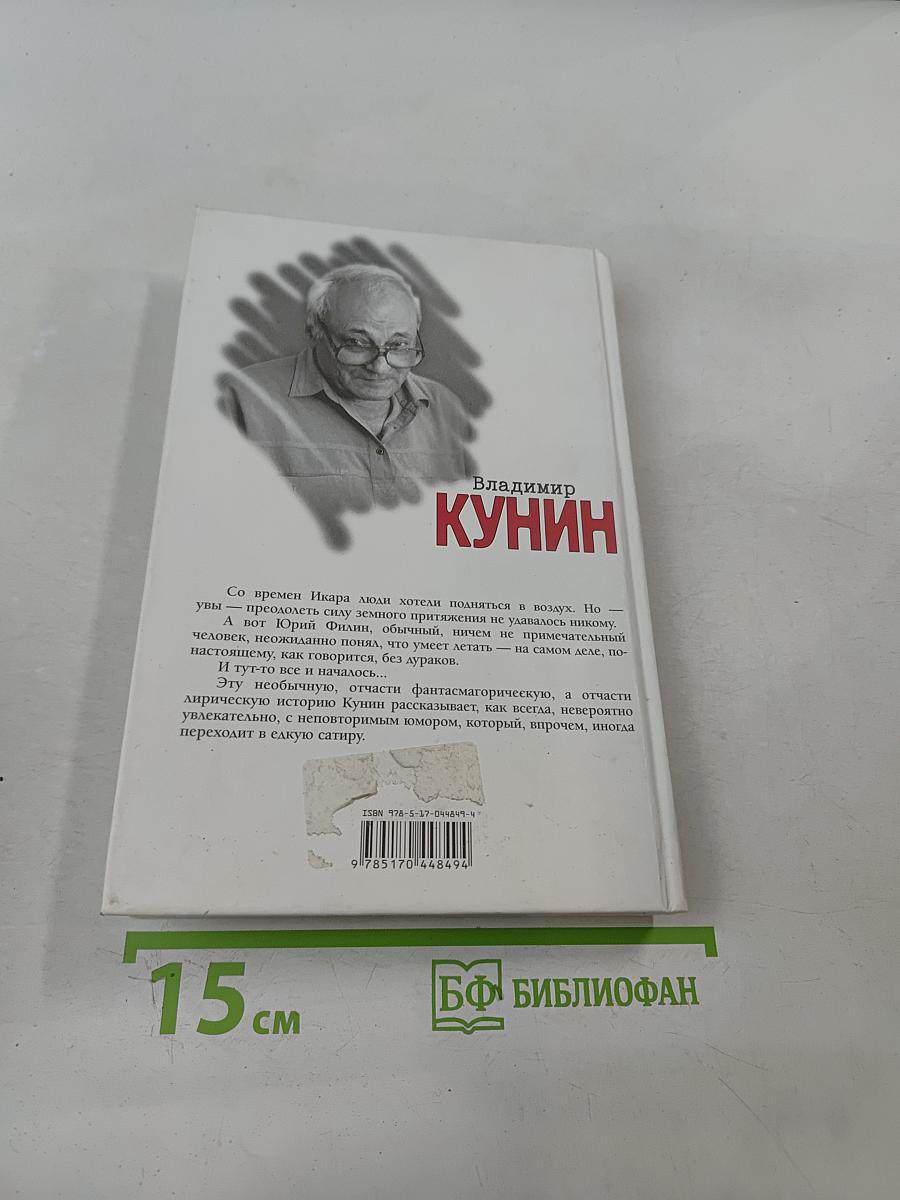 Владимир
КУНИН
Со времен Икара люди хотели подняться в воздух. Но —
увы — преодолеть силу земного притяжения не удавалось никому.
А вот Юрий Филин, обычный, ничем не примечательный
человек, неожиданно понял, что умеет летать — на самом деле, по-
настоящему, как говорится, без дураков.
И тут-то все и началось...
Эту необычную, отчасти фантасмагорическую, а отчасти
лирическую историю Кунин рассказывает, как всегда, невероятно
увлекательно, с неповторимым юмором, который, впрочем, иногда
переходит в едкую сатиру.
ISBN 978-5-17-044849-4
9 785170 448494
15 см
БФ БИБЛИОФАН